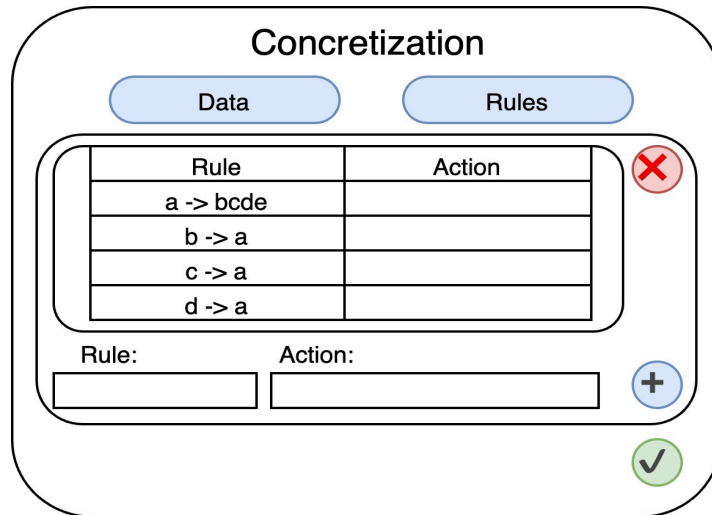 Concretization
Data Rules
Rule Action
a -> bcde
b -> a
c -> a
d -> a
Rule: Action: